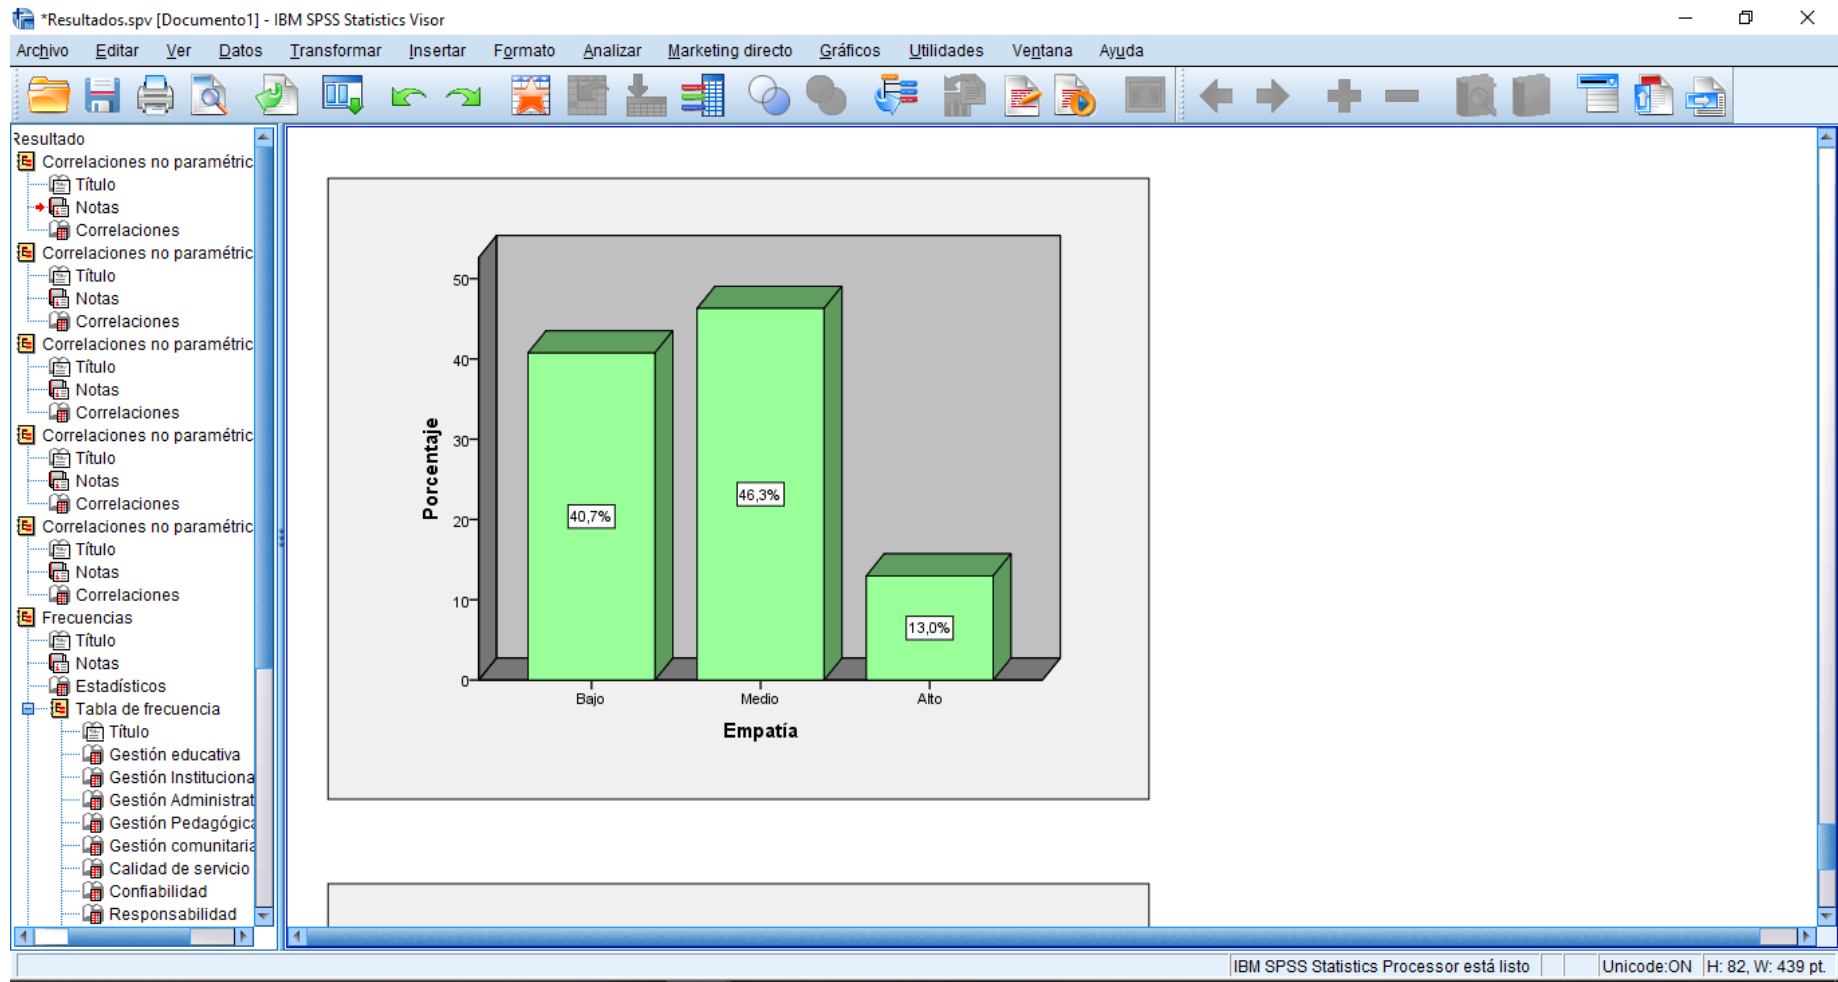 *Resultados.spv [Documento1] - IBM SPSS Statistics Visor
Archivo Editar Ver Datos Transformar Insertar Formato Analizar Marketing directo Gráficos Utilidades Ventana Ayuda
Resultado
Correlaciones no paramétric
Título
Notas
Correlaciones
Correlaciones no paramétric
Título
Notas
Correlaciones
Correlaciones no paramétric
Título
Notas
Correlaciones
Correlaciones no paramétric
Título
Notas
Correlaciones
Correlaciones no paramétric
Título
Notas
Correlaciones
Frecuencias
Título
Notas
Estadísticos
Tabla de frecuencia
Título
Gestión educativa
Gestión Instituciona
Gestión Administrat
Gestión Pedagógica
Gestión comunitaria
Calidad de servicio
Confiabilidad
Responsabilidad
Porcentaje
50
40
30
20
10
0
40,7%
46,3%
13,0%
Bajo Medio Alto
Empatía
IBM SPSS Statistics Processor está listo Unicode:ON H: 82, W: 439 pt.